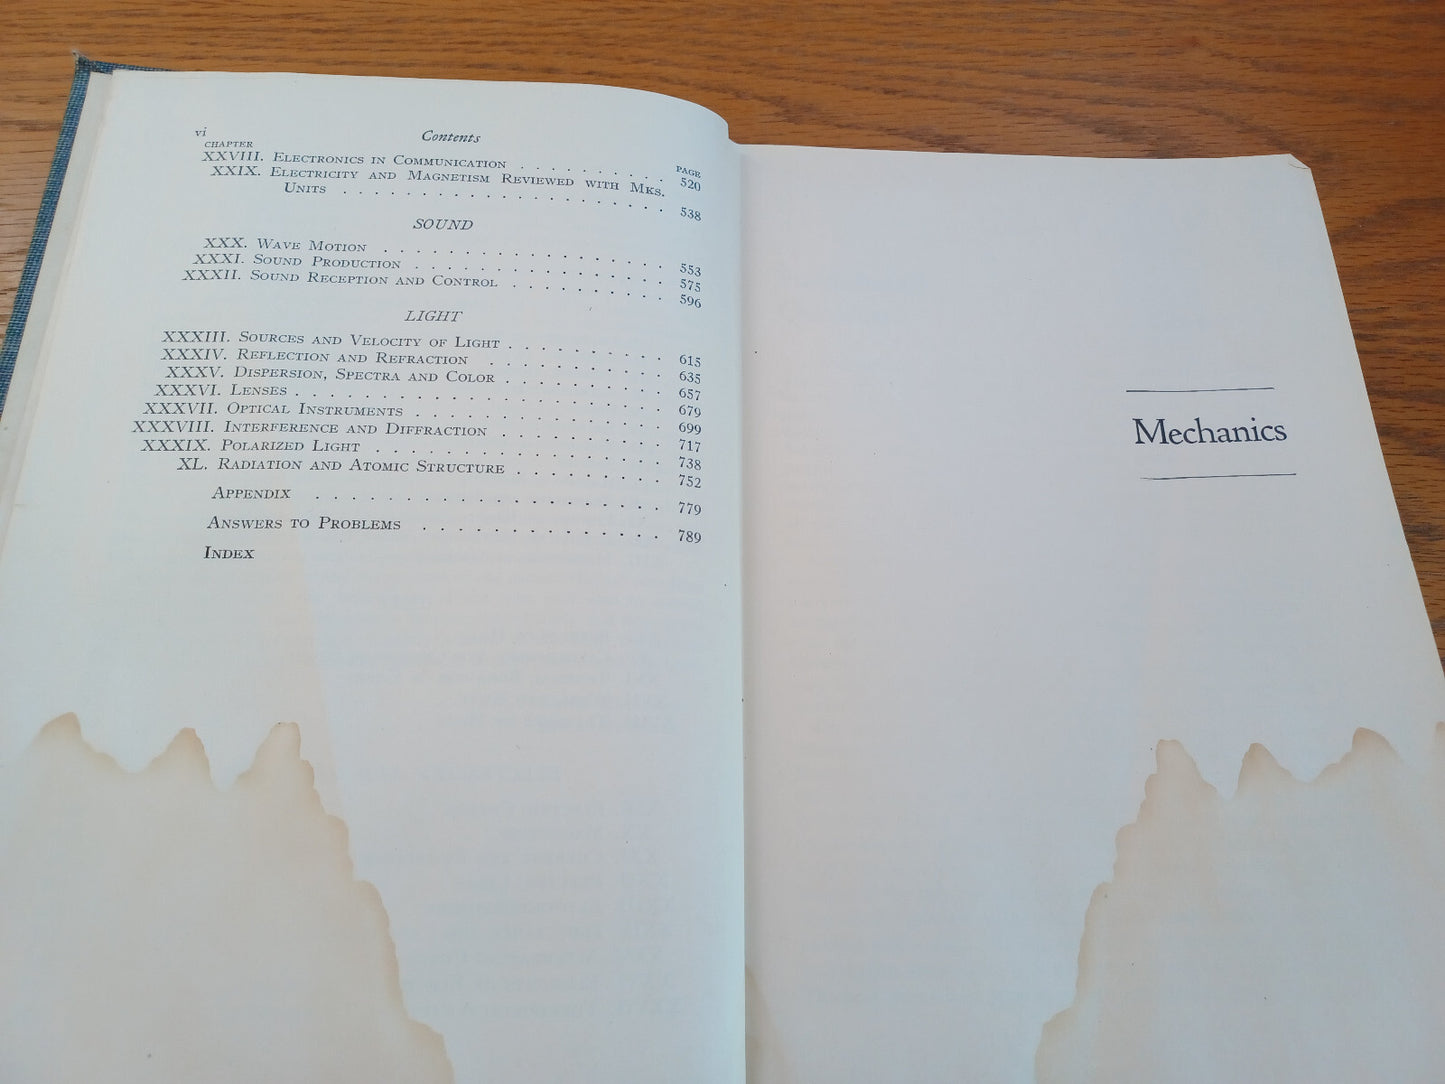 vi Contents
CHAPTER PAGE
XXVIII. Electronics in Communication . . . . . . . . . 520
XXIX. Electricity and Magnetism Reviewed with Mks.
Units . . . . . . . . . . . . . . . . . . 538
SOUND
XXX. Wave Motion . . . . . . . . . . . . . . . . 553
XXXI. Sound Production . . . . . . . . . . . . . . 575
XXXII. Sound Reception and Control . . . . . . . . . 596
LIGHT
XXXIII. Sources and Velocity of Light . . . . . . . . . 615
XXXIV. Reflection and Refraction . . . . . . . . . . 635
XXXV. Dispersion, Spectra and Color . . . . . . . . . 657
XXXVI. Lenses . . . . . . . . . . . . . . . . . . . . 679
XXXVII. Optical Instruments . . . . . . . . . . . . . . 699
XXXVIII. Interference and Diffraction . . . . . . . . . 717
XXXIX. Polarized Light . . . . . . . . . . . . . . . . 738
XL. Radiation and Atomic Structure . . . . . . . . 752
Appendix . . . . . . . . . . . . . . . . . . . 779
Answers to Problems . . . . . . . . . . . . . . 789
Index
Mechanics